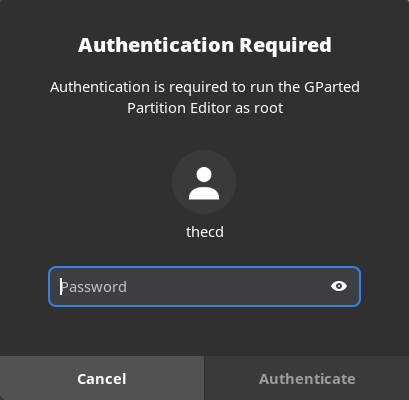 Authentication Required
Authentication is required to run the GParted
Partition Editor as root
thecd
Password
Cancel
Authenticate